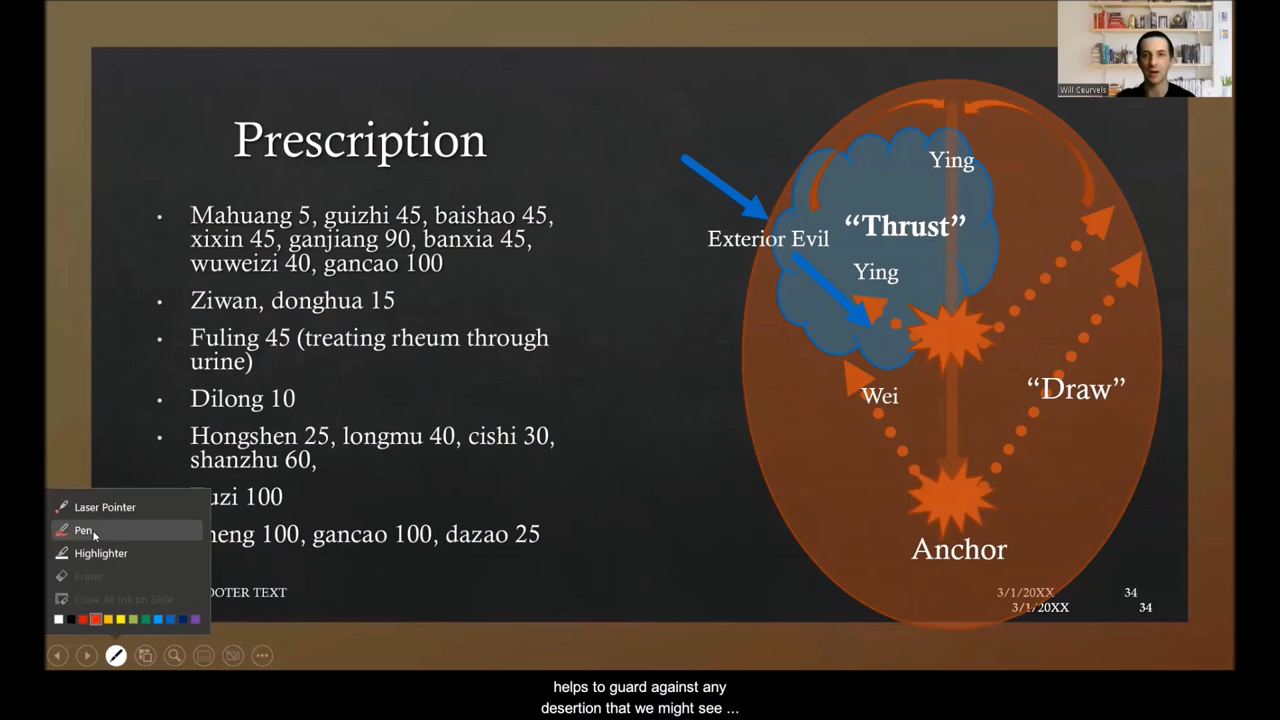 Will Ceurvels
Prescription
• Mahuang 5, guizhi 45, baishao 45,
xixin 45, ganjiang 90, banxia 45,
wuweizi 40, gancao 100
• Ziwan, donghua 15
• Fuling 45 (treating rheum through
urine)
• Dilong 10
• Hongshen 25, longmu 40, cishi 30,
shanzhu 60,
uzi 100
heng 100, gancao 100, dazao 25
OOTER TEXT
Ying
“Thrust”
Exterior Evil
Ying
“Draw”
Wei
Anchor
3/1/20XX 34
3/1/20XX 34
Laser Pointer
Pen
Highlighter
Eraser
Erase All Ink on Slide
helps to guard against any
desertion that we might see ...